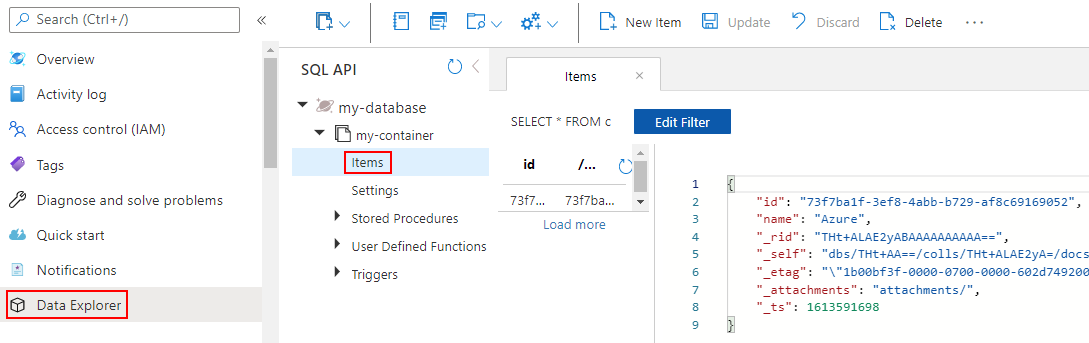 Search (Ctrl+/)
«
Overview
Activity log
Access control (IAM)
Tags
Diagnose and solve problems
Quick start
Notifications
Data Explorer
New Item Update Discard Delete ...
SQL API
my-database
my-container
Items
Settings
Stored Procedures
User Defined Functions
Triggers
Items ×
SELECT * FROM c Edit Filter
id /...
73f7... 73f7ba...
Load more
1 {
2 "id": "73f7ba1f-3ef8-4abb-b729-af8c69169052",
3 "name": "Azure",
4 "_rid": "THt+ALAE2yABAAAAAAAAAA==",
5 "_self": "dbs/THt+AA==/colls/THt+ALAE2yA=/docs
6 "_etag": "\"1b00bf3f-0000-0700-0000-602d749200
7 "_attachments": "attachments/",
8 "_ts": 1613591698
9 }